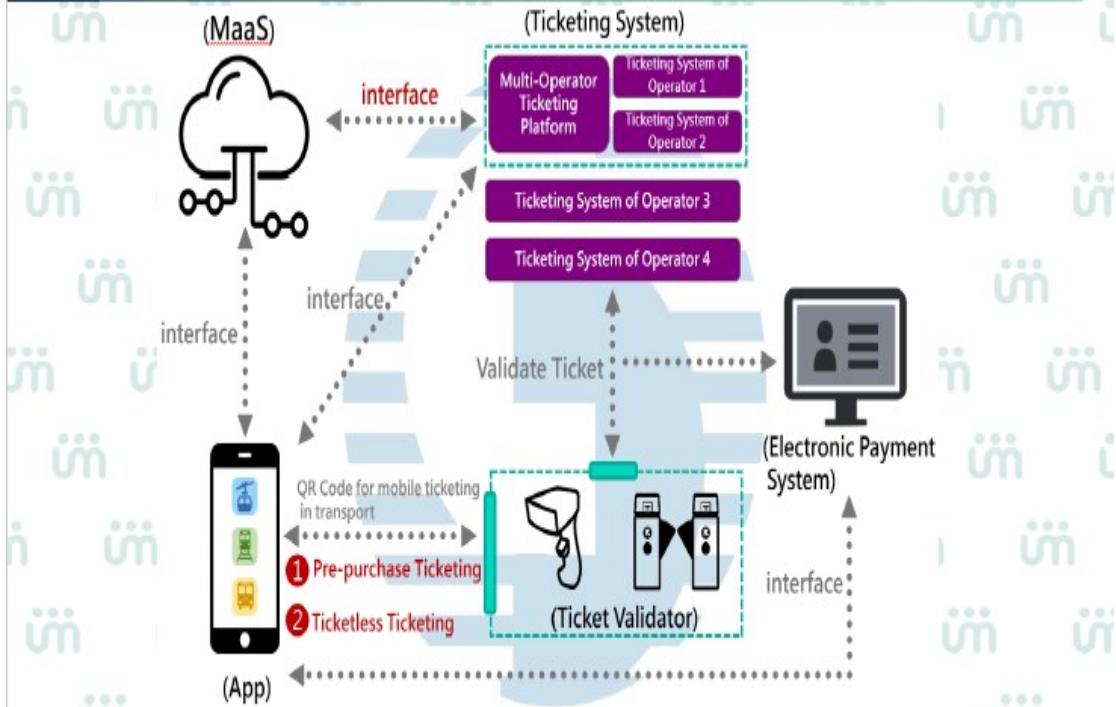 (MaaS)
(Ticketing System)
interface
Multi-Operator
Ticketing
Platform
Ticketing System of
Operator 1
Ticketing System of
Operator 2
Ticketing System of Operator 3
Ticketing System of Operator 4
interface
interface
Validate Ticket
(Electronic Payment
System)
QR Code for mobile ticketing
in transport
1 Pre-purchase Ticketing
2 Ticketless Ticketing
(Ticket Validator)
interface
(App)